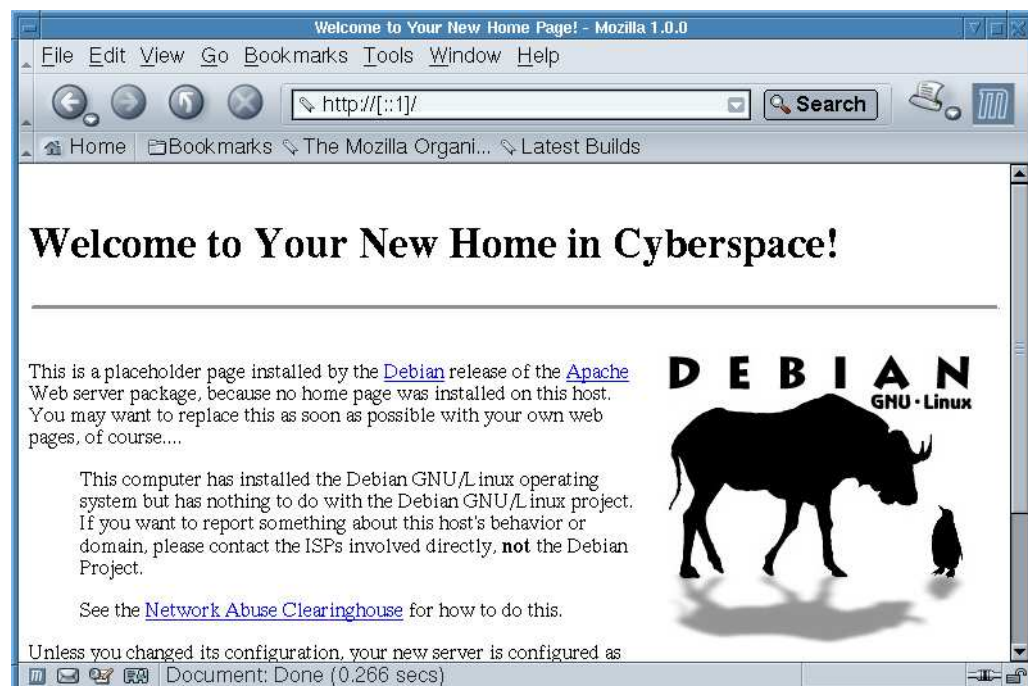 Welcome to Your New Home Page! - Mozilla 1.0.0
File Edit View Go Bookmarks Tools Window Help
http://[::1]/ Search
Home Bookmarks The Mozilla Organi... Latest Builds
Welcome to Your New Home in Cyberspace!
This is a placeholder page installed by the Debian release of the Apache
Web server package, because no home page was installed on this host.
You may want to replace this as soon as possible with your own web
pages, of course....
This computer has installed the Debian GNU/Linux operating
system but has nothing to do with the Debian GNU/Linux project.
If you want to report something about this host's behavior or
domain, please contact the ISPs involved directly, not the Debian
Project.
See the Network Abuse Clearinghouse for how to do this.
Unless you changed its configuration, your new server is configured as
DEBIAN
GNU·Linux
Document: Done (0.266 secs)